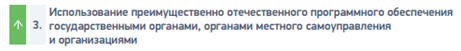 3. Использование преимущественно отечественного программного обеспечения
государственными органами, органами местного самоуправления
и организациями